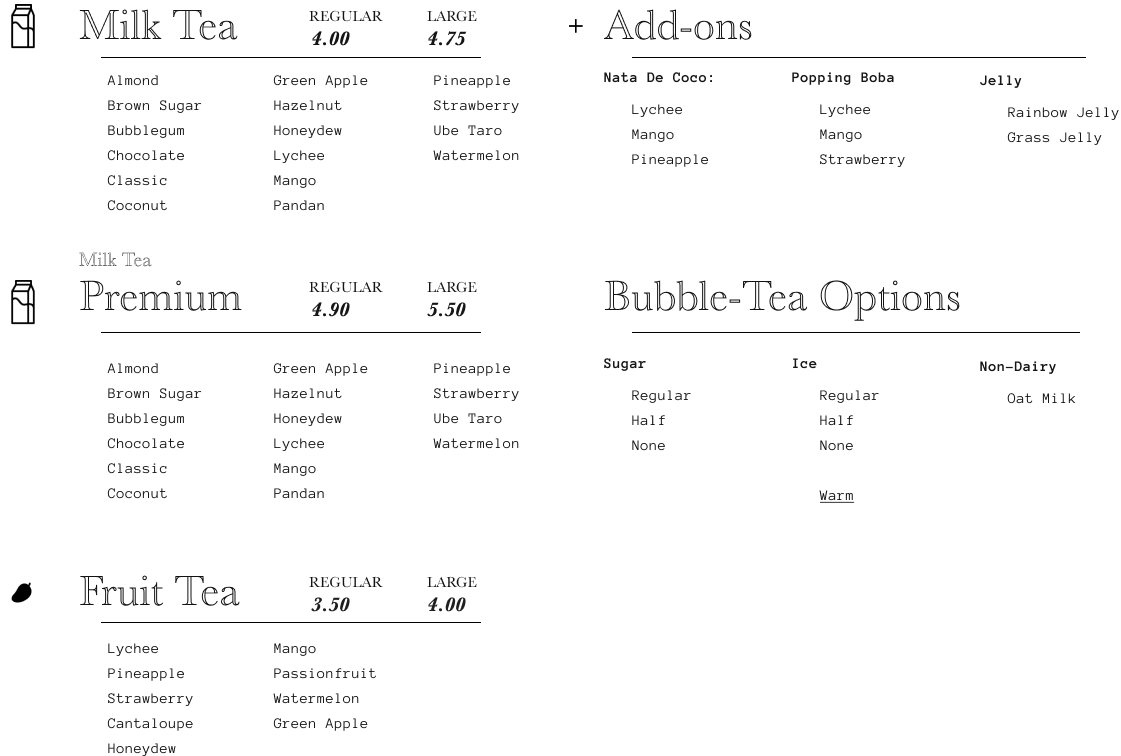 Milk Tea
REGULAR LARGE
4.00 4.75
Almond Green Apple Pineapple
Brown Sugar Hazelnut Strawberry
Bubblegum Honeydew Ube Taro
Chocolate Lychee Watermelon
Classic Mango
Coconut Pandan
+ Add-ons
Nata De Coco: Popping Boba Jelly
Lychee Lychee Rainbow Jelly
Mango Mango Grass Jelly
Pineapple Strawberry
Milk Tea
Premium
REGULAR LARGE
4.90 5.50
Almond Green Apple Pineapple
Brown Sugar Hazelnut Strawberry
Bubblegum Honeydew Ube Taro
Chocolate Lychee Watermelon
Classic Mango
Coconut Pandan
Bubble-Tea Options
Sugar Ice Non-Dairy
Regular Regular Oat Milk
Half Half
None None
Warm
Fruit Tea
REGULAR LARGE
3.50 4.00
Lychee Mango
Pineapple Passionfruit
Strawberry Watermelon
Cantaloupe Green Apple
Honeydew